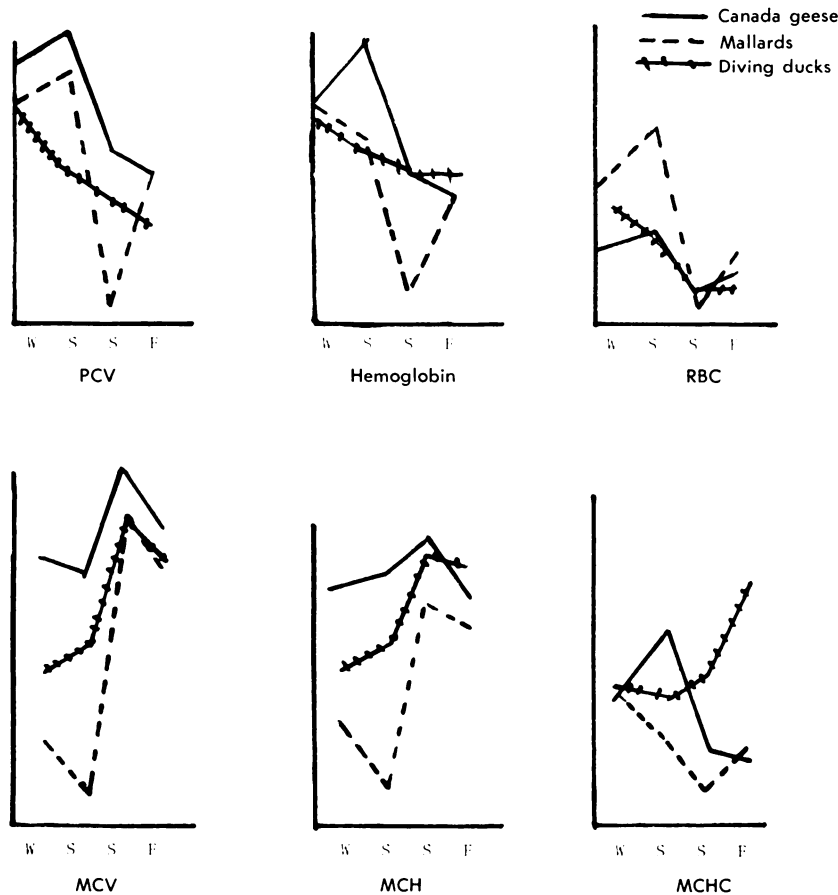 Canada geese
Mallards
Diving ducks
W S S F
W S S F
W S S F
PCV
Hemoglobin
RBC
W S S F
W S S F
W S S F
MCV
MCH
MCHC